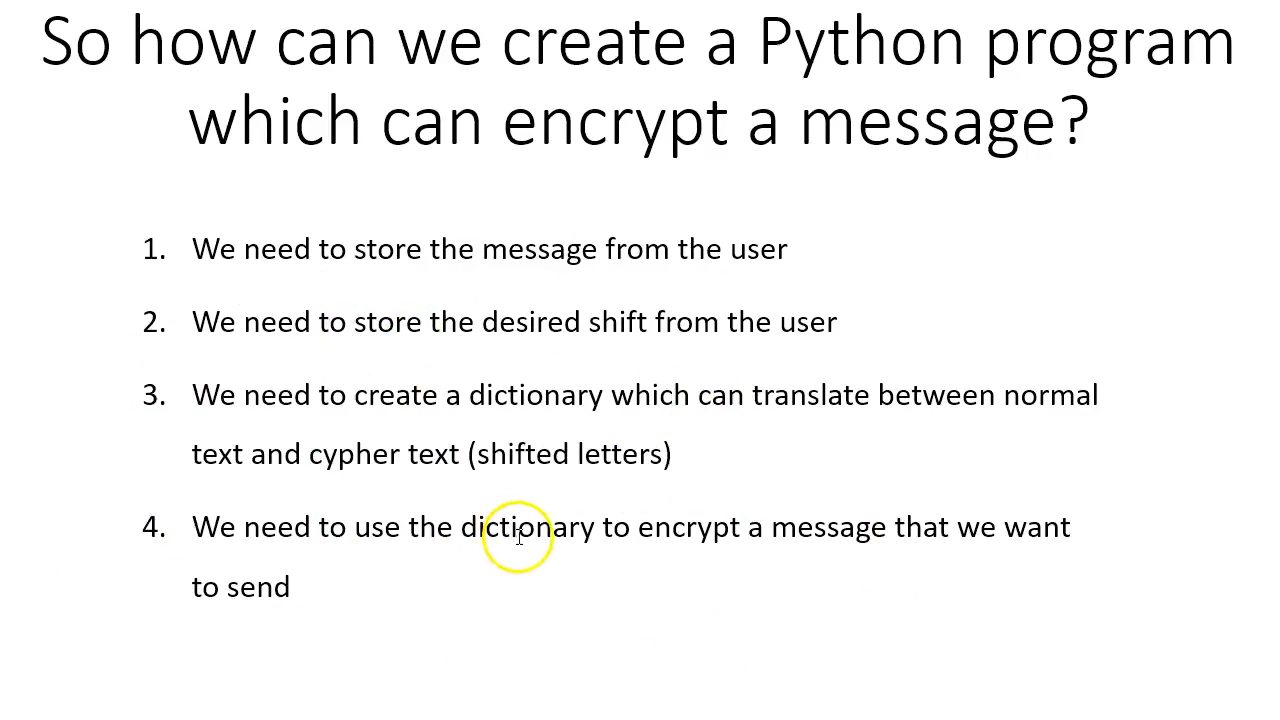 So how can we create a Python program
which can encrypt a message?
1. We need to store the message from the user
2. We need to store the desired shift from the user
3. We need to create a dictionary which can translate between normal
text and cypher text (shifted letters)
4. We need to use the dictionary to encrypt a message that we want
to send